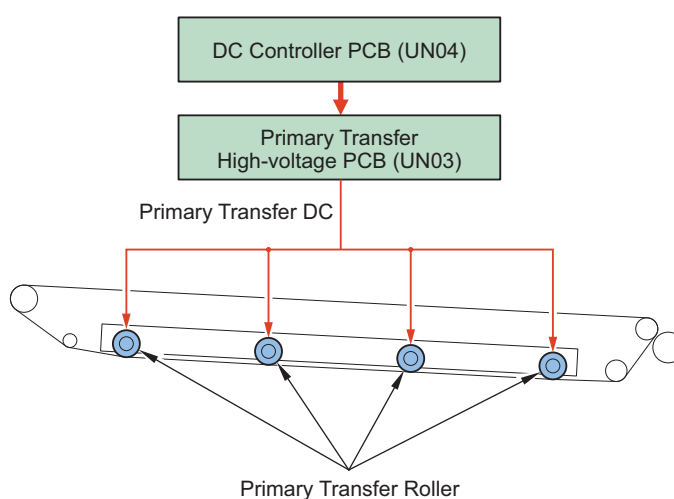 DC Controller PCB (UN04)
Primary Transfer
High-voltage PCB (UN03)
Primary Transfer DC
Primary Transfer Roller